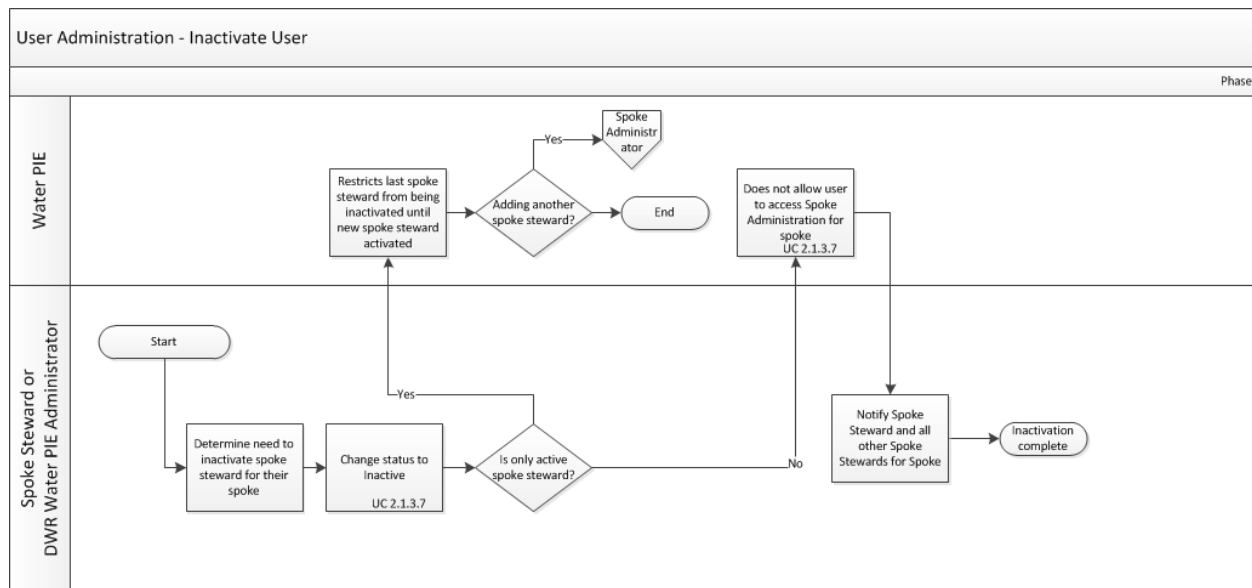 User Administration - Inactivate User
Phase
Water PIE
Spoke
Administr
ator
Yes
Restricts last spoke
steward from being
inactivated until
new spoke steward
activated
Adding another
spoke steward?
End
Does not allow user
to access Spoke
Administration for
spoke
UC 2.1.3.7
Spoke Steward or
DWR Water PIE Administrator
Start
Yes
Determine need to
inactivate spoke
steward for their
spoke
Change status to
Inactive
UC 2.1.3.7
Is only active
spoke steward?
No
Notify Spoke
Steward and all
other Spoke
Stewards for Spoke
Inactivation
complete